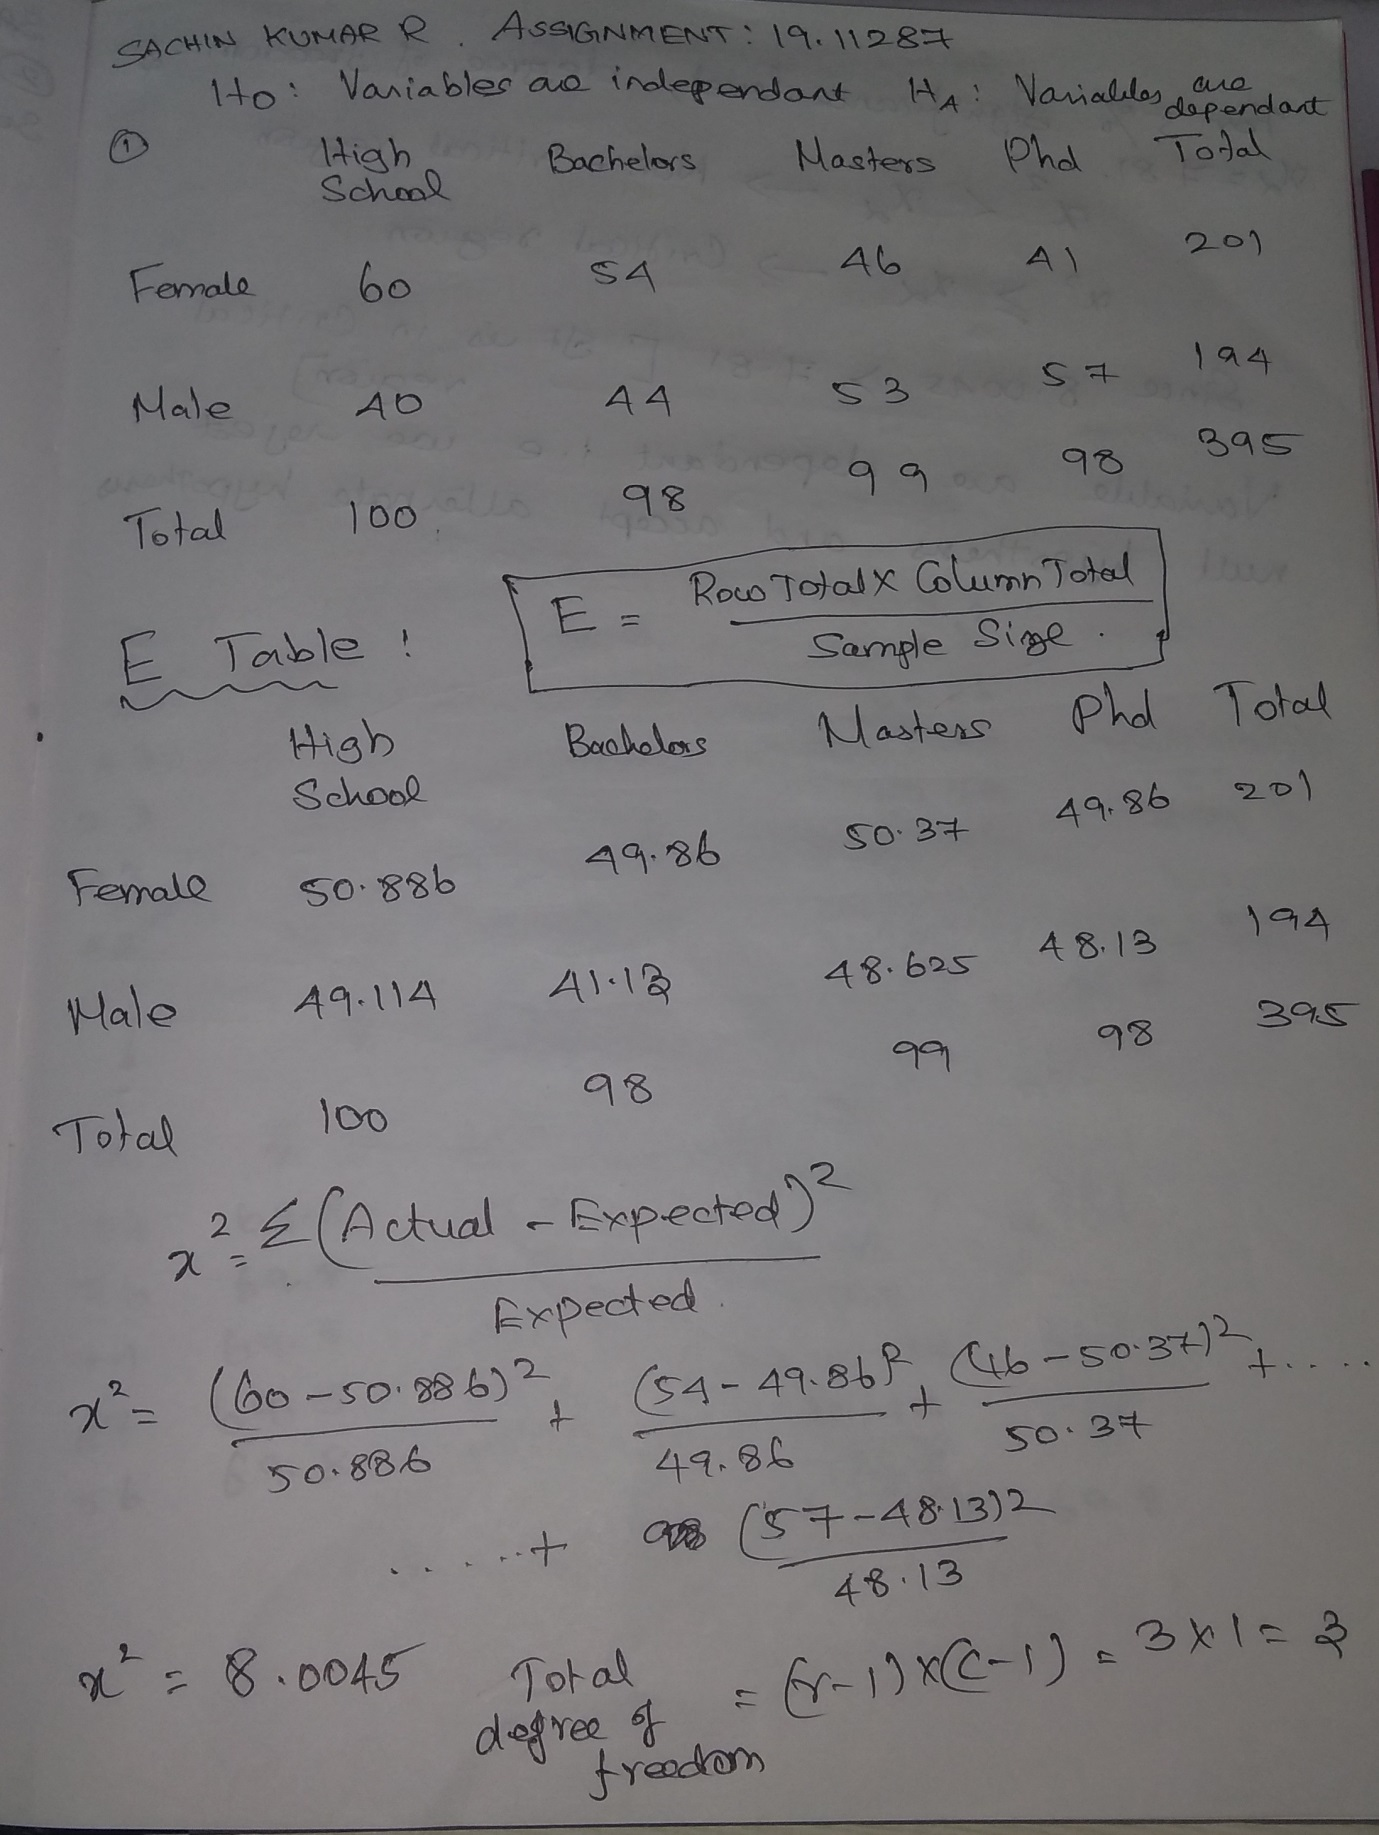 SACHIN KUMAR R. ASSIGNMENT: 19.11287
H0: Variables are independant HA: Variables are dependant
① High School Bachelors Masters Phd Total
Female 60 54 46 41 201
Male 40 44 53 57 194
Total 100 98 99 98 395
E = Row Total x Column Total / Sample Size.
E Table :
High School Bachelors Masters Phd Total
Female 50.886 49.86 50.37 49.86 201
Male 49.114 41.13 48.625 48.13 194
Total 100 98 99 98 395
x² = Σ (Actual - Expected)² / Expected.
x² = (60-50.886)² / 50.886 + (54-49.86)² / 49.86 + (46-50.37)² / 50.37 + .....
.....+ (57-48.13)2 / 48.13
x² = 8.0045 Total degree of freedom = (r-1)x(c-1) = 3x1 = 3